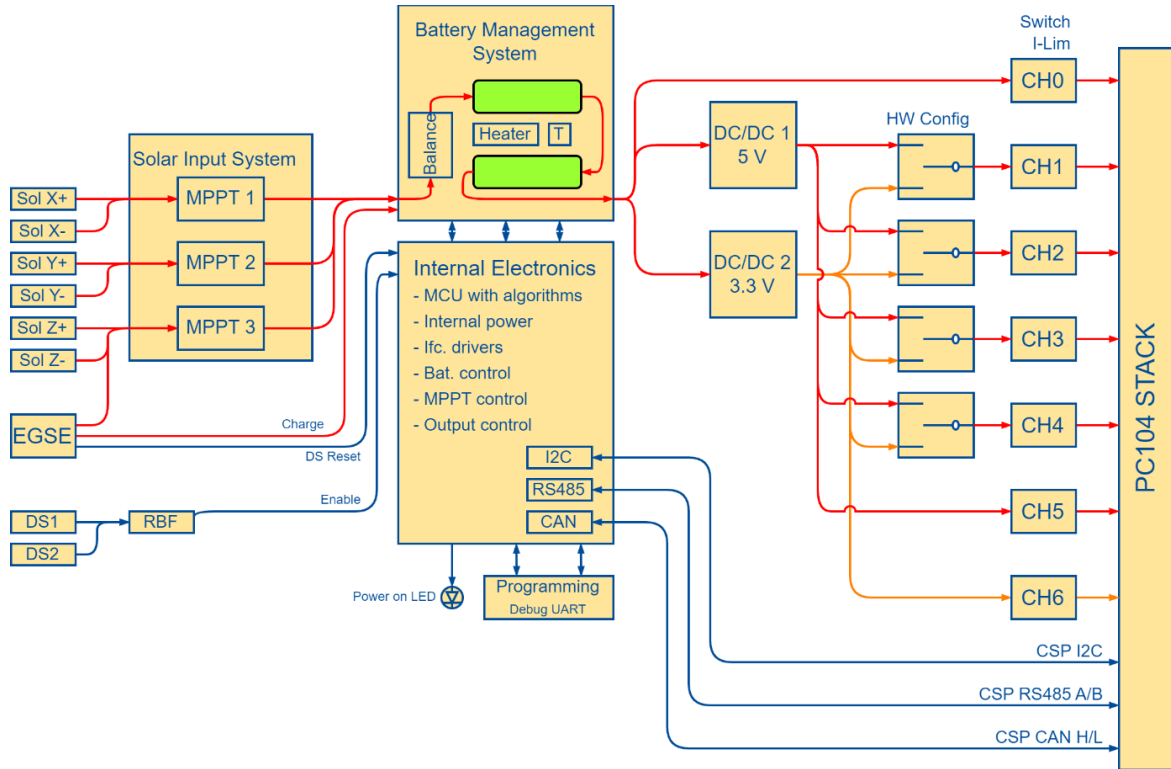 Battery Management
System
Balance
Heater
T
Solar Input System
MPPT 1
MPPT 2
MPPT 3
Sol X+
Sol X-
Sol Y+
Sol Y-
Sol Z+
Sol Z-
EGSE
Charge
DS Reset
Enable
DS1
DS2
RBF
Internal Electronics
- MCU with algorithms
- Internal power
- Ifc. drivers
- Bat. control
- MPPT control
- Output control
I2C
RS485
CAN
Power on LED
Programming
Debug UART
DC/DC 1
5 V
DC/DC 2
3.3 V
HW Config
Switch
I-Lim
CH0
CH1
CH2
CH3
CH4
CH5
CH6
CSP I2C
CSP RS485 A/B
CSP CAN H/L
PC104 STACK